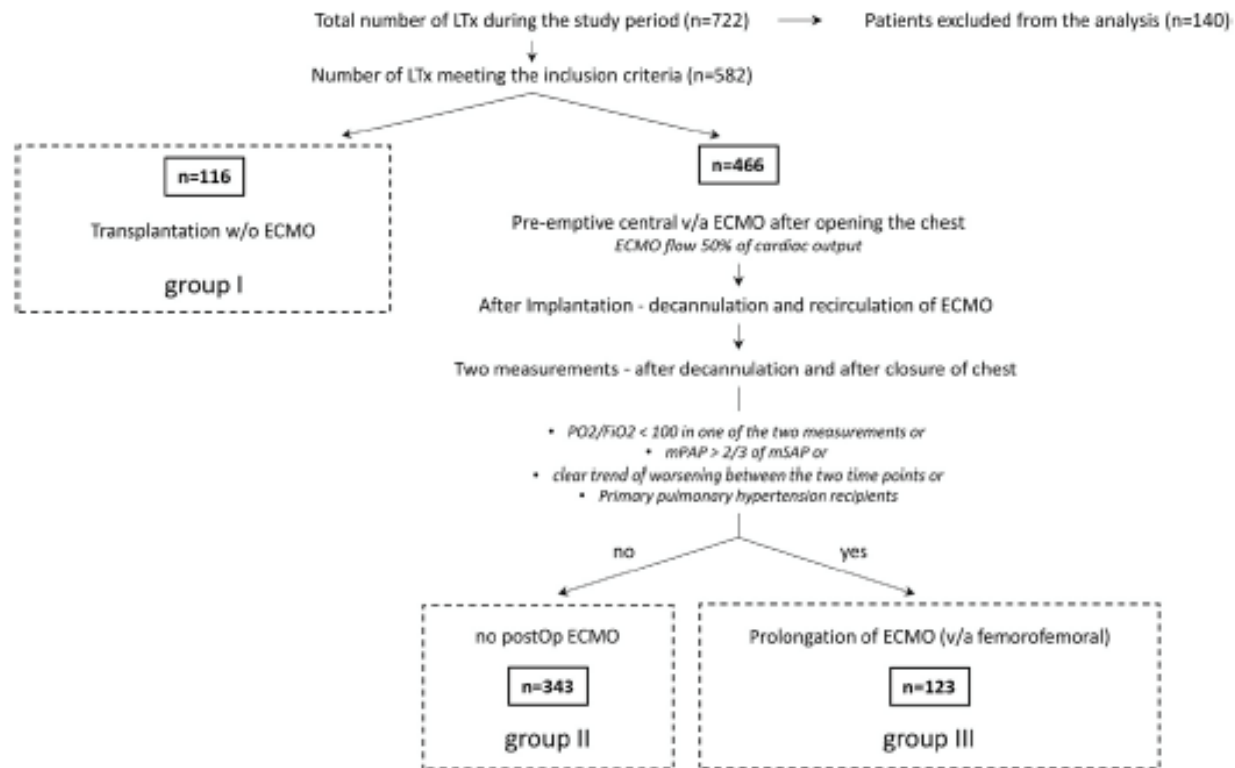 Total number of LTx during the study period (n=722)
Patients excluded from the analysis (n=140)
Number of LTx meeting the inclusion criteria (n=582)
n=116
Transplantation w/o ECMO
group I
n=466
Pre-emptive central v/a ECMO after opening the chest
ECMO flow 50% of cardiac output
After Implantation - decannulation and recirculation of ECMO
Two measurements - after decannulation and after closure of chest
• PO2/FiO2 < 100 in one of the two measurements or
• mPAP > 2/3 of mSAP or
• clear trend of worsening between the two time points or
• Primary pulmonary hypertension recipients
no
yes
no postOp ECMO
n=343
group II
Prolongation of ECMO (v/a femorofemoral)
n=123
group III